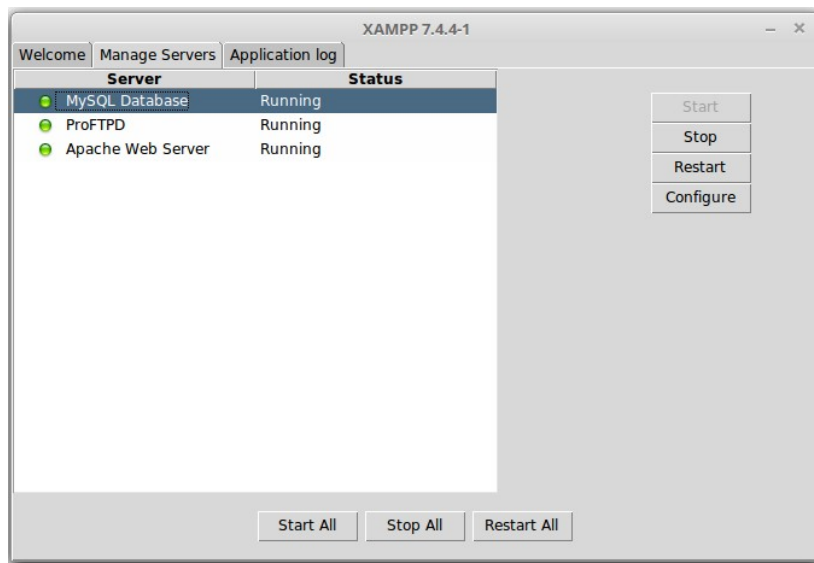 XAMPP 7.4.4-1
Welcome Manage Servers Application log
Server Status
MySQL Database Running
ProFTPD Running
Apache Web Server Running
Start
Stop
Restart
Configure
Start All Stop All Restart All